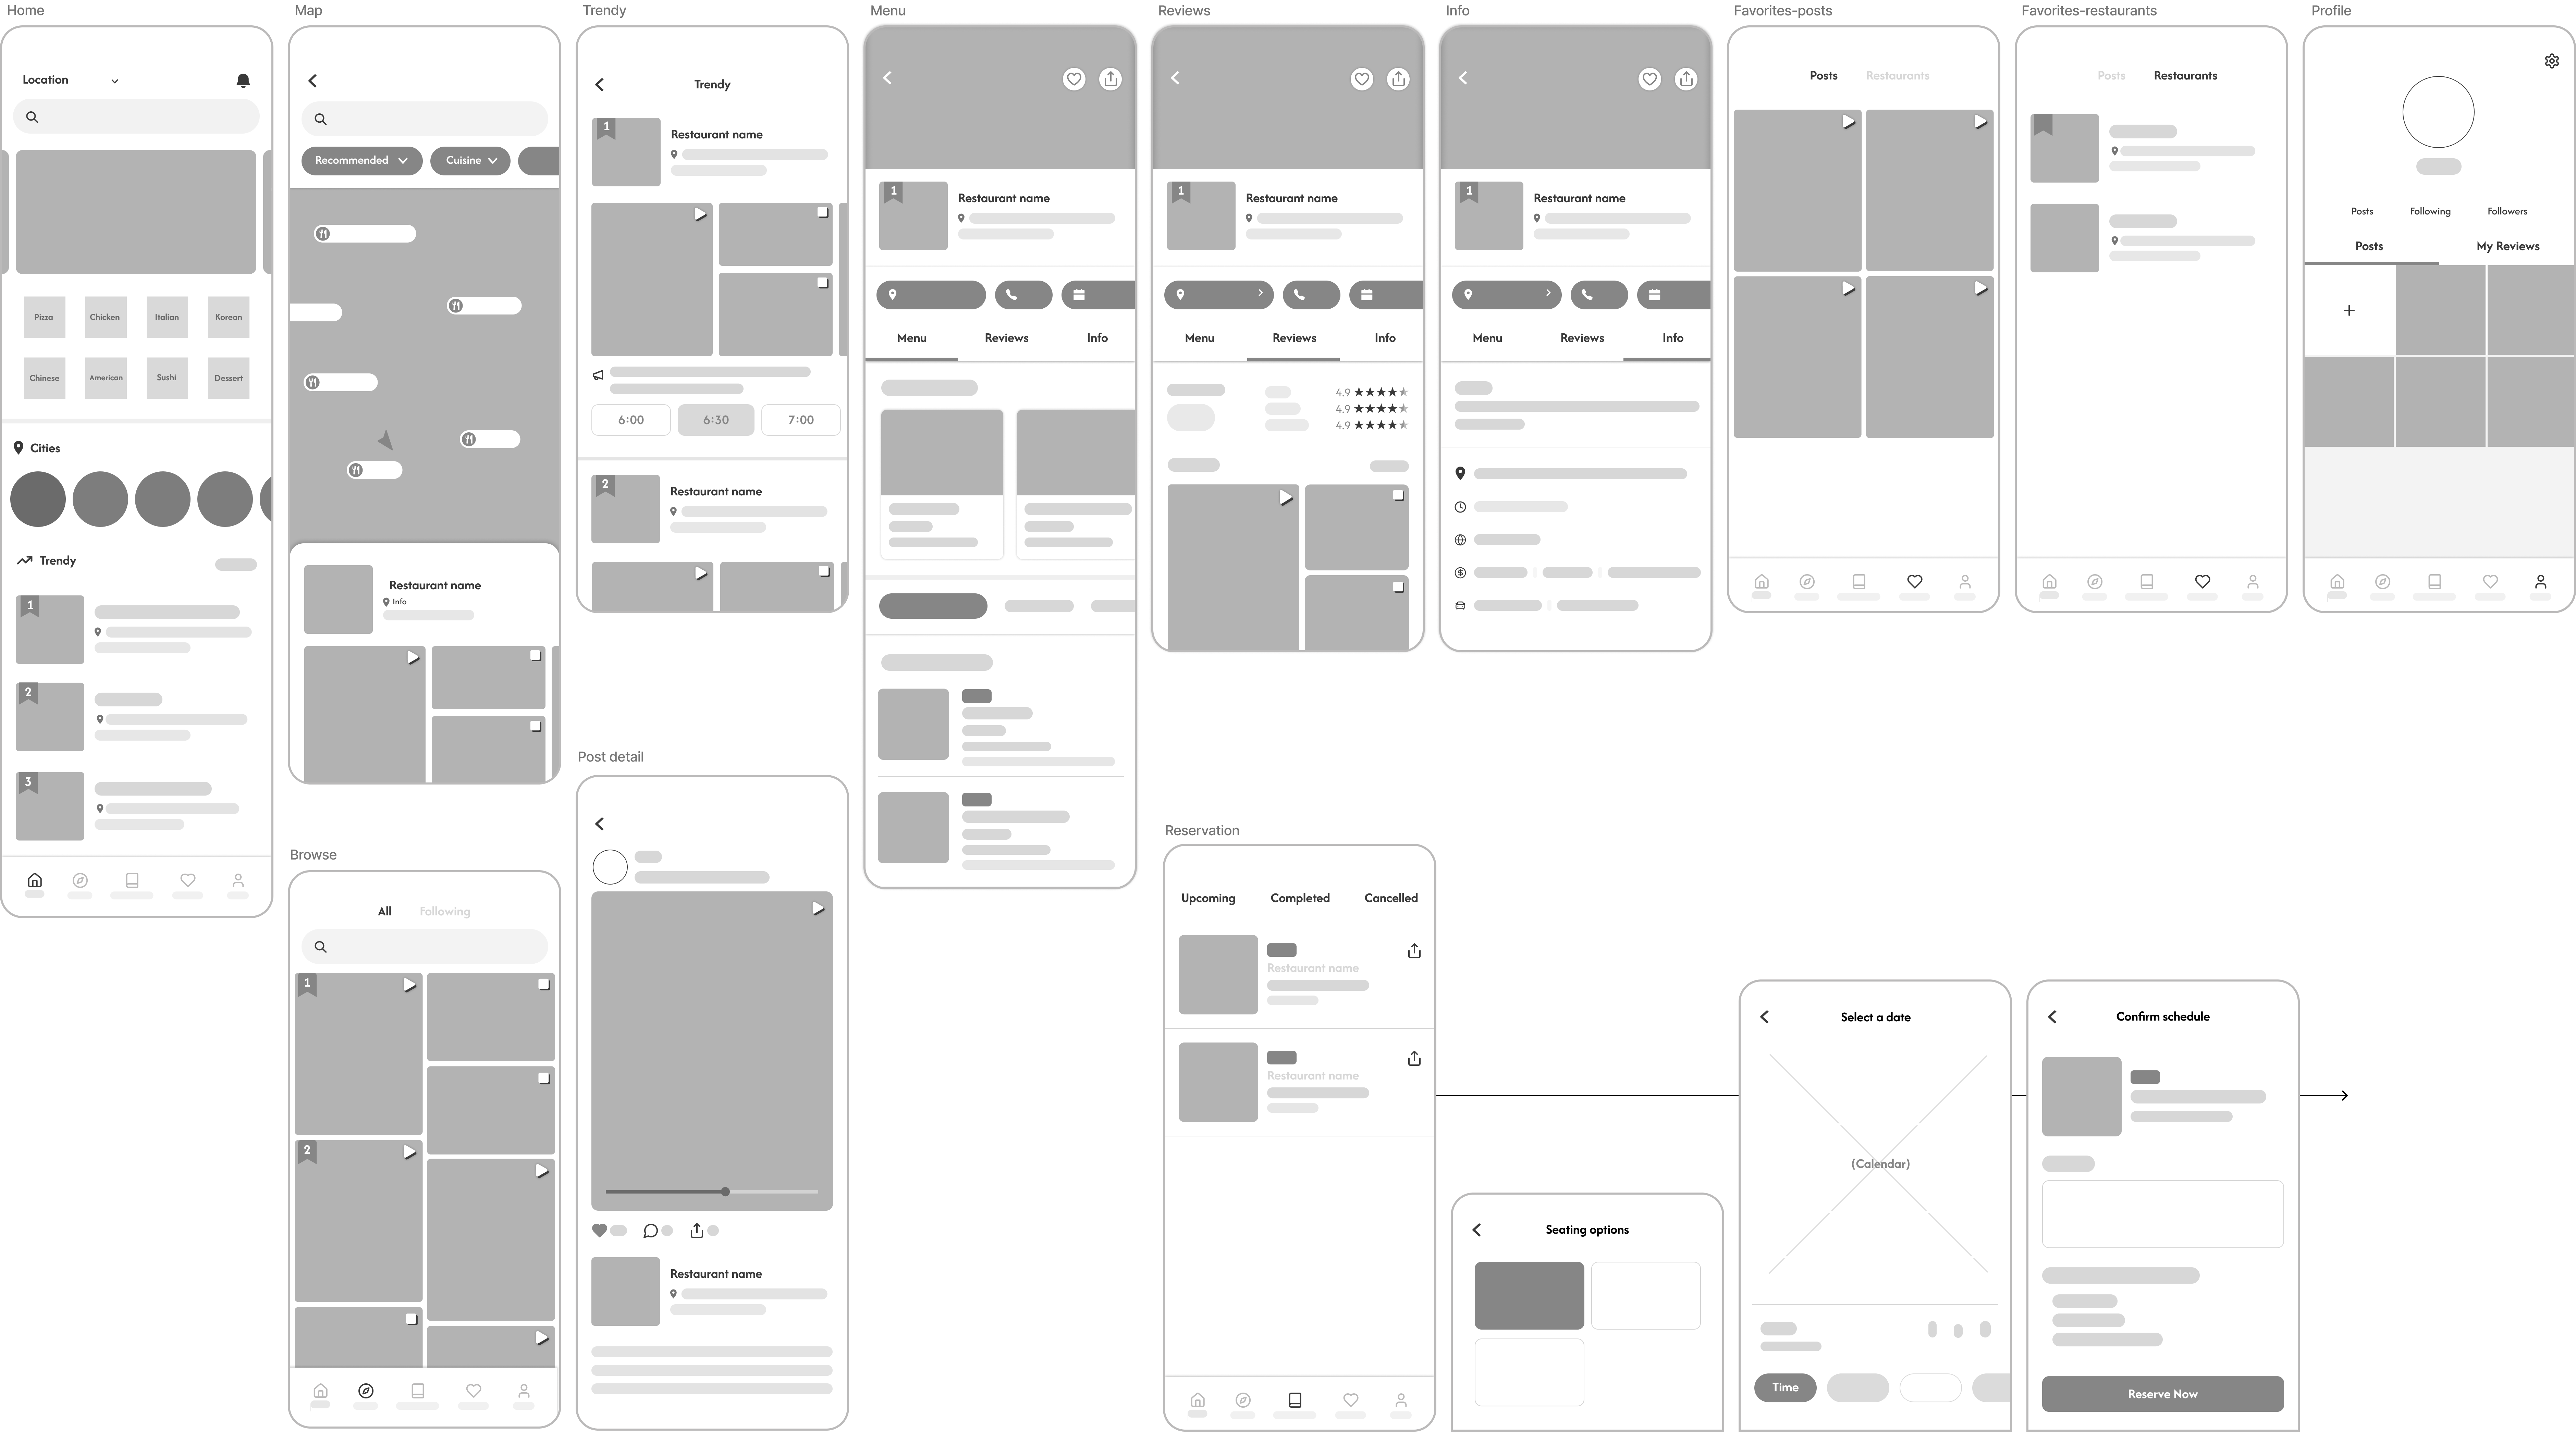 Home
Location
Pizza
Chicken
Italian
Korean
Chinese
American
Sushi
Dessert
Cities
Trendy
1
2
3
Map
Recommended
Cuisine
Restaurant name
Info
Browse
All
Following
1
2
Trendy
Trendy
1
Restaurant name
6:00
6:30
7:00
2
Restaurant name
Post detail
Restaurant name
Menu
1
Restaurant name
Menu
Reviews
Info
Reviews
1
Restaurant name
Menu
Reviews
Info
4.9
4.9
4.9
Info
1
Restaurant name
Menu
Reviews
Info
Favorites-posts
Posts
Restaurants
Favorites-restaurants
Posts
Restaurants
Profile
Posts
Following
Followers
Posts
My Reviews
Reservation
Upcoming
Completed
Cancelled
Restaurant name
Restaurant name
Seating options
Select a date
(Calendar)
Time
Confirm schedule
Reserve Now